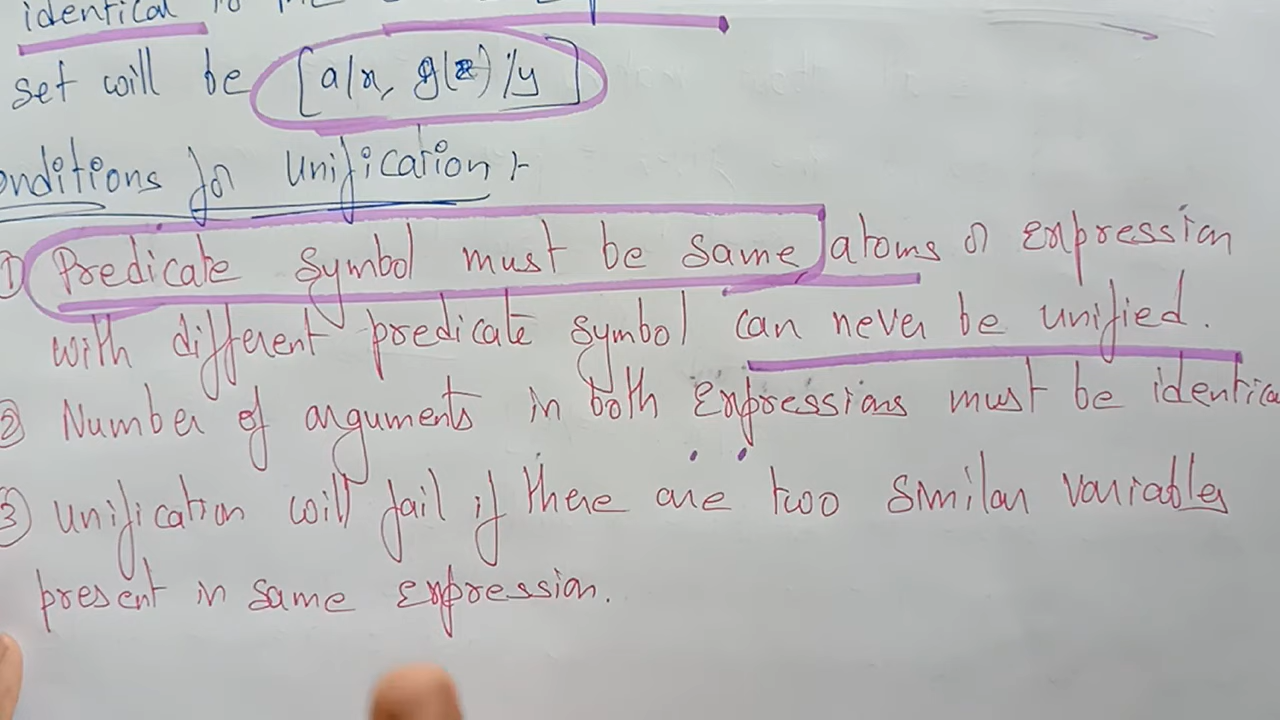 identical to the
set will be [a/x, g(z)/y]
onditions for Unification :-
① Predicate symbol must be same atoms or expression
with different predicate symbol can never be unified.
② Number of arguments in both expressions must be identica
③ unification will fail if there are two similar variables
present in same expression.